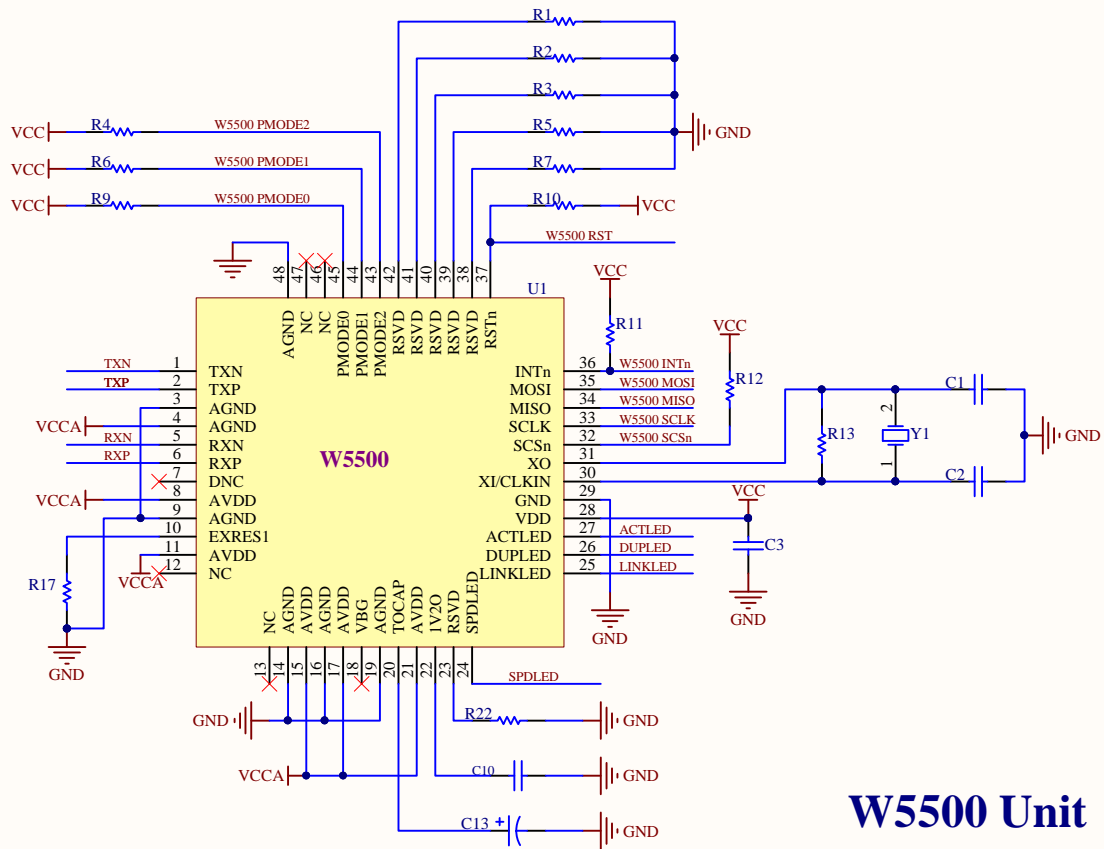 R1
R2
R3
VCC R4 W5500 PMODE2 R5 GND
VCC R6 W5500 PMODE1 R7
VCC R9 W5500 PMODE0 R10 VCC
W5500 RST
48 47 46 45 44 43 42 41 40 39 38 37
U1
AGND NC NC PMODE0 PMODE1 PMODE2 RSVD RSVD RSVD RSVD RSVD RSTn
VCC
R11
VCC
R12
TXN 1 TXN
TXP 2 TXP
3 AGND
VCCA 4 AGND
RXN 5 RXN
RXP 6 RXP
7 DNC
VCCA 8 AVDD
9 AGND
10 EXRES1
11 AVDD
VCCA 12 NC
W5500
INTn 36 W5500 INTn
MOSI 35 W5500 MOSI
MISO 34 W5500 MISO
SCLK 33 W5500 SCLK
SCSn 32 W5500 SCSn
XO 31
XI/CLKIN 30
GND 29
VDD 28
ACTLED 27 ACTLED
DUPLED 26 DUPLED
LINKLED 25 LINKLED
C1
2
R13 Y1 GND
1
C2
VCC
C3
GND
GND
R17
GND
NC AGND AVDD AGND AVDD VBG AGND TOCAP AVDD 1V2O RSVD SPDLED
13 14 15 16 17 18 19 20 21 22 23 24
SPDLED
GND R22 GND
VCCA C10 GND
C13 + GND
W5500 Unit